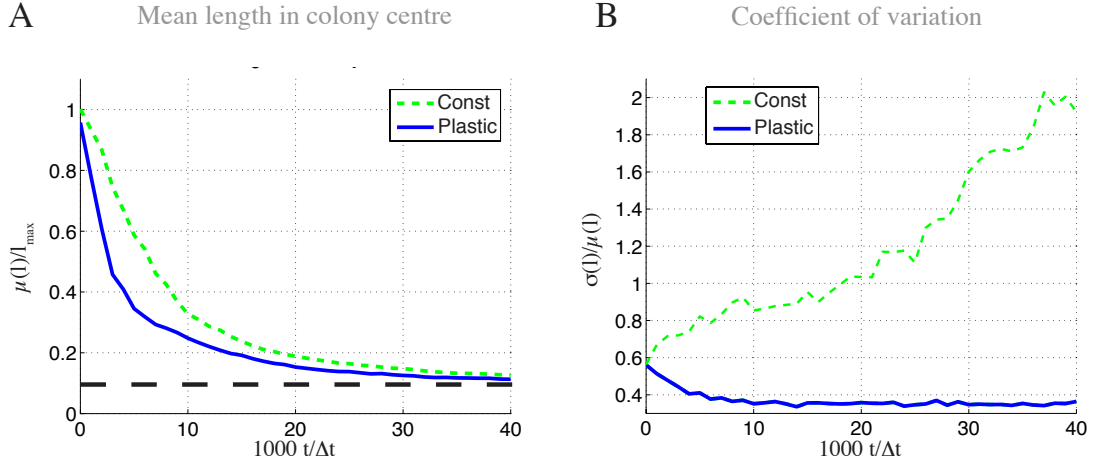 A
Mean length in colony centre
Const
Plastic
1
0.8
0.6
0.4
0.2
0
0
10
20
30
40
μ(l)/l_max
1000 t/Δt
B
Coefficient of variation
Const
Plastic
2
1.8
1.6
1.4
1.2
1
0.8
0.6
0.4
0
10
20
30
40
σ(l)/μ(l)
1000 t/Δt